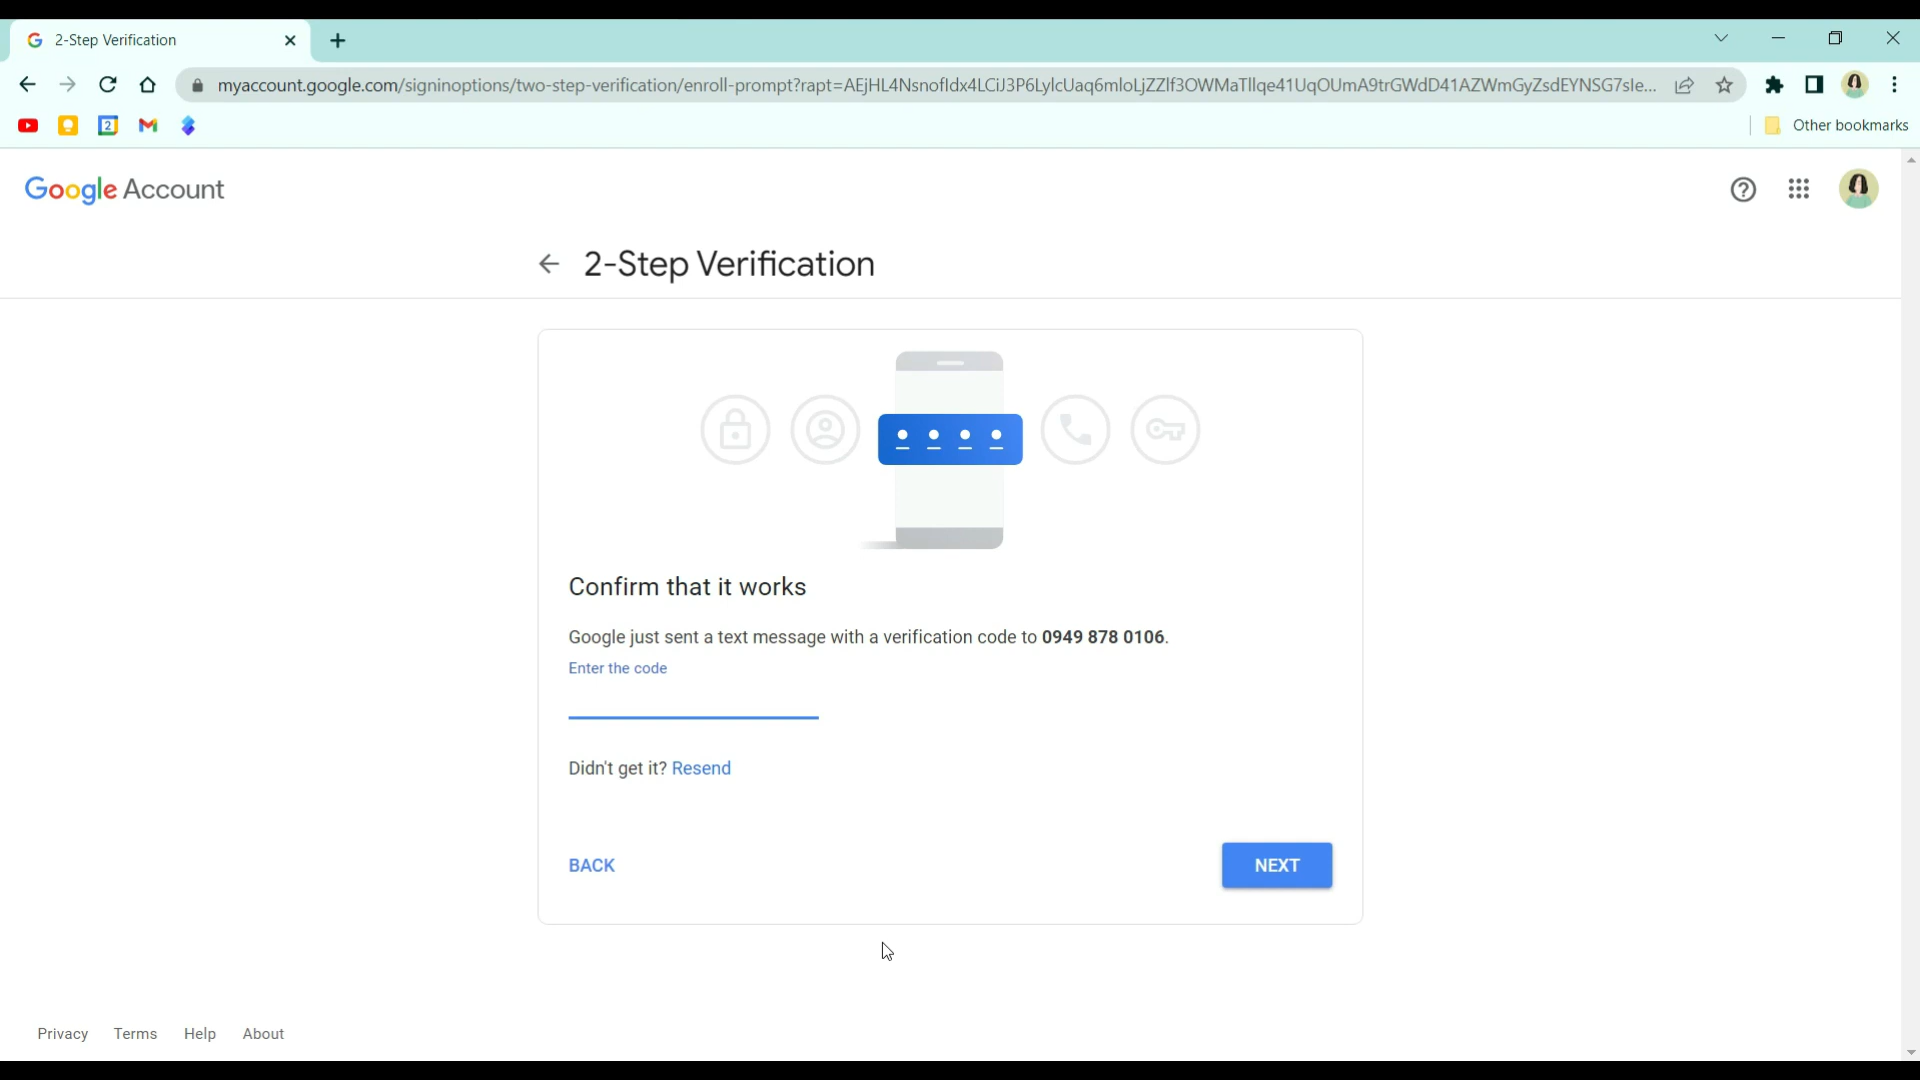 2-Step Verification
myaccount.google.com/signinoptions/two-step-verification/enroll-prompt?rapt=
Other bookmarks
Google Account
2-Step Verification
Confirm that it works
Google just sent a text message with a verification code to 0949 878 0106.
Enter the code
Didn't get it? Resend
BACK
NEXT
Privacy Terms Help About